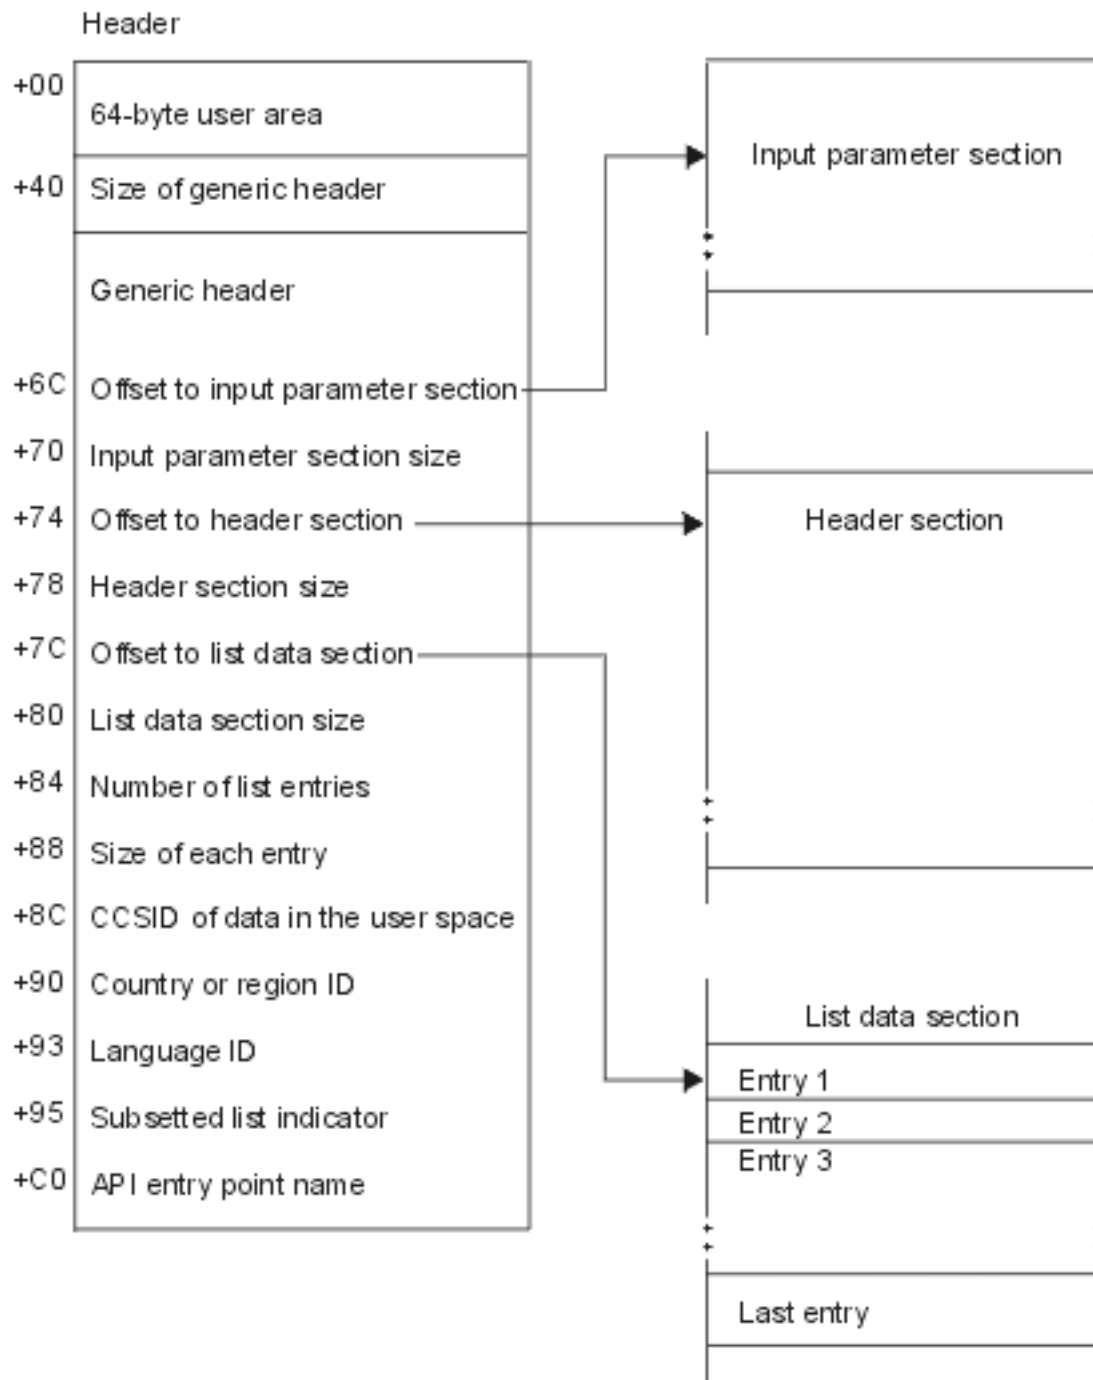 Header
+00
64-byte user area
+40
Size of generic header
Generic header
+6C
Offset to input parameter section
+70
Input parameter section size
+74
Offset to header section
+78
Header section size
+7C
Offset to list data section
+80
List data section size
+84
Number of list entries
+88
Size of each entry
+8C
CCSID of data in the user space
+90
Country or region ID
+93
Language ID
+95
Subsetted list indicator
+C0
API entry point name
Input parameter section
Header section
List data section
Entry 1
Entry 2
Entry 3
Last entry